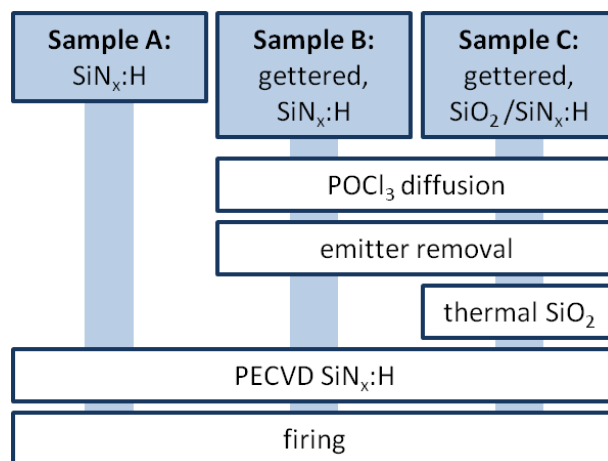 Sample A:
SiNₓ:H
Sample B:
gettered,
SiNₓ:H
Sample C:
gettered,
SiO₂/SiNₓ:H
POCl₃ diffusion
emitter removal
thermal SiO₂
PECVD SiNₓ:H
firing